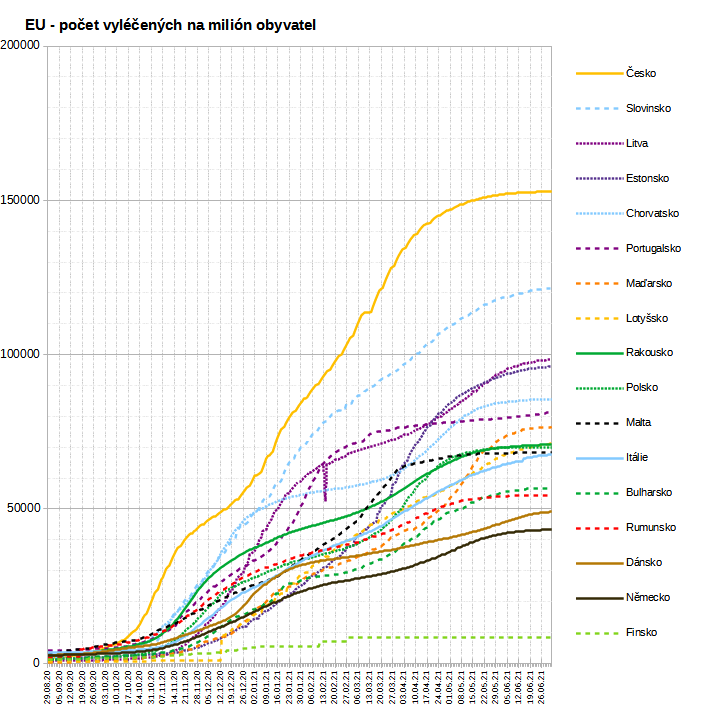 EU - počet vyléčených na milión obyvatel
200000
150000
100000
50000
0
Česko
Slovinsko
Litva
Estonsko
Chorvatsko
Portugalsko
Maďarsko
Lotyšsko
Rakousko
Polsko
Malta
Itálie
Bulharsko
Rumunsko
Dánsko
Německo
Finsko
29.08.20
05.09.20
12.09.20
19.09.20
26.09.20
03.10.20
10.10.20
17.10.20
24.10.20
31.10.20
07.11.20
14.11.20
21.11.20
28.11.20
05.12.20
12.12.20
19.12.20
26.12.20
02.01.21
09.01.21
16.01.21
23.01.21
30.01.21
06.02.21
13.02.21
20.02.21
27.02.21
06.03.21
13.03.21
20.03.21
27.03.21
03.04.21
10.04.21
17.04.21
24.04.21
01.05.21
08.05.21
15.05.21
22.05.21
29.05.21
05.06.21
12.06.21
19.06.21
26.06.21